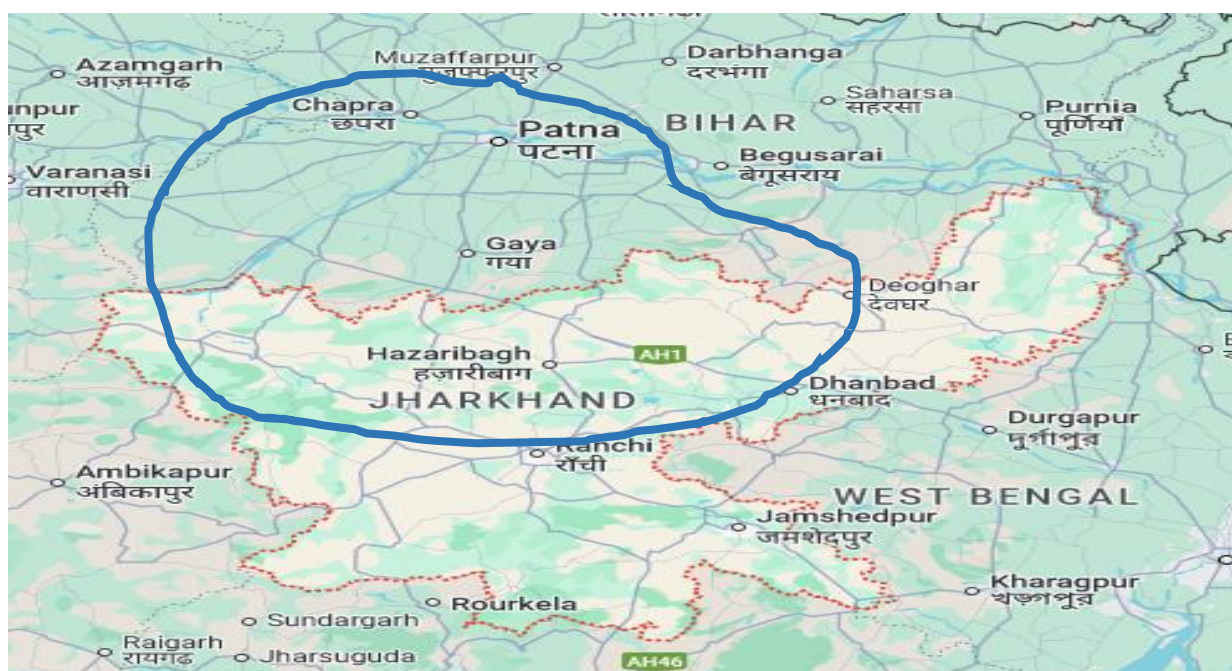 Muzaffarpur
मुज़फ्फरपुर
Darbhanga
दरभंगा
Azamgarh
आज़मगढ़
Saharsa
सहरसा
Chapra
छपरा
Purnia
पूर्णियाँ
Patna
पटना
BIHAR
Begusarai
बेगूसराय
Varanasi
वाराणसी
Gaya
गया
Deoghar
देवघर
Hazaribagh
हज़ारीबाग
AH1
JHARKHAND
Dhanbad
धनबाद
Durgapur
दुर्गापुर
Ranchi
राँची
Ambikapur
अंबिकापुर
WEST BENGAL
Jamshedpur
जमशेदपुर
Kharagpur
खड़गपुर
Rourkela
Sundargarh
Raigarh
रायगढ़
Jharsuguda
AH46